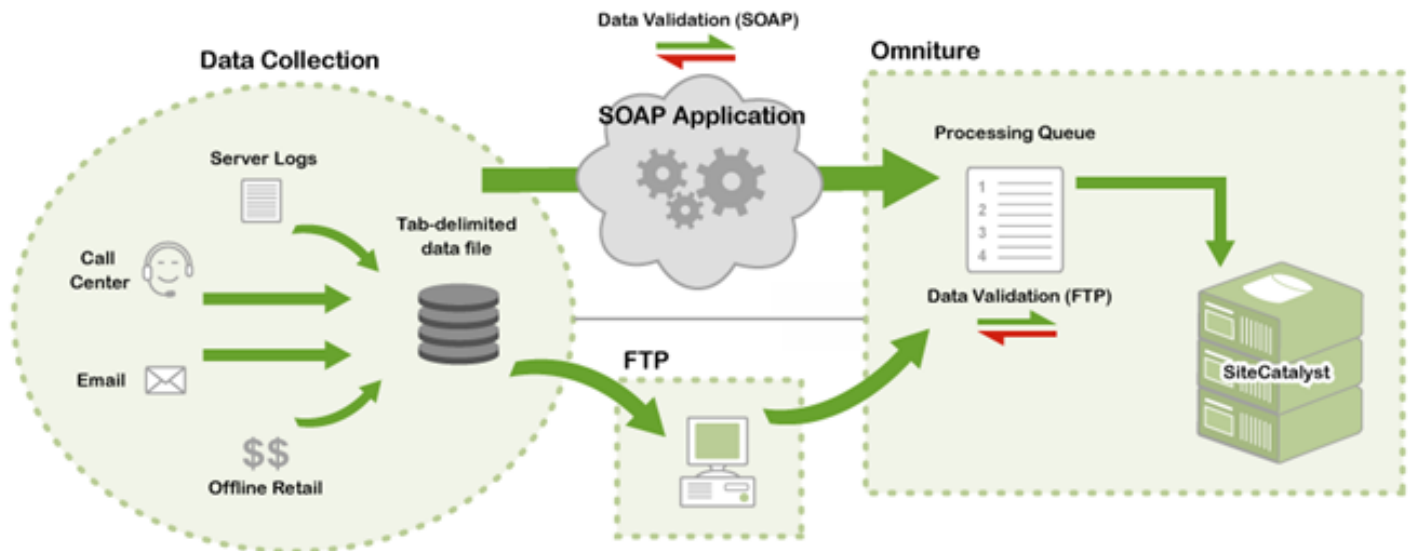 Data Validation (SOAP)
Data Collection
Omniture
SOAP Application
Processing Queue
Server Logs
1
2
3
4
Tab-delimited
data file
Call
Center
Data Validation (FTP)
FTP
Email
SiteCatalyst
$$
Offline Retail